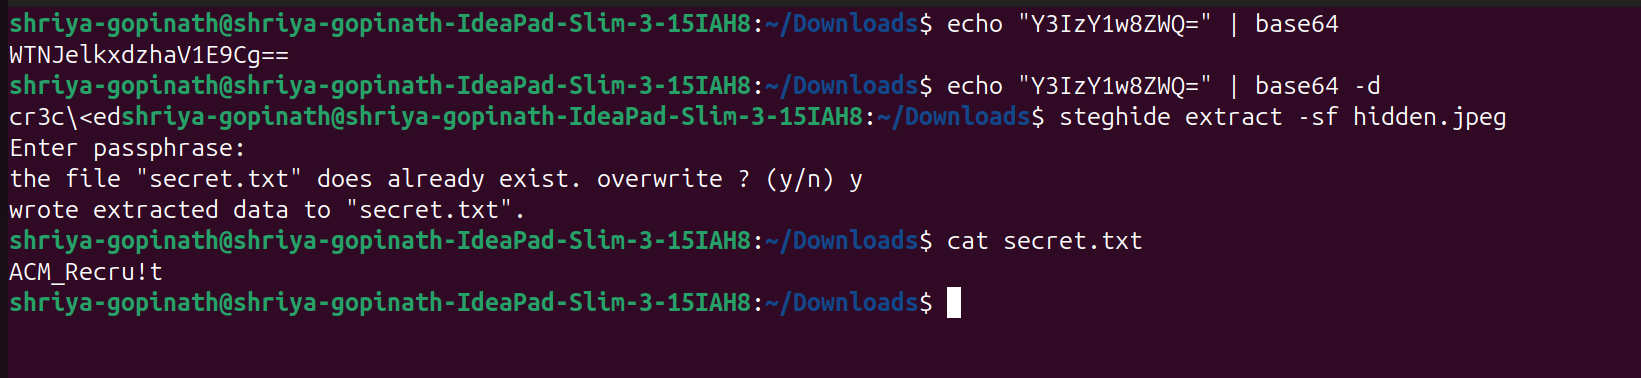 shriya-gopinath@shriya-gopinath-IdeaPad-Slim-3-15IAH8:~/Downloads$ echo "Y3IzY1w8ZWQ=" | base64
WTNJelkxdzhaV1E9Cg==
shriya-gopinath@shriya-gopinath-IdeaPad-Slim-3-15IAH8:~/Downloads$ echo "Y3IzY1w8ZWQ=" | base64 -d
cr3c\<edshriya-gopinath@shriya-gopinath-IdeaPad-Slim-3-15IAH8:~/Downloads$ steghide extract -sf hidden.jpeg
Enter passphrase:
the file "secret.txt" does already exist. overwrite ? (y/n) y
wrote extracted data to "secret.txt".
shriya-gopinath@shriya-gopinath-IdeaPad-Slim-3-15IAH8:~/Downloads$ cat secret.txt
ACM_Recru!t
shriya-gopinath@shriya-gopinath-IdeaPad-Slim-3-15IAH8:~/Downloads$